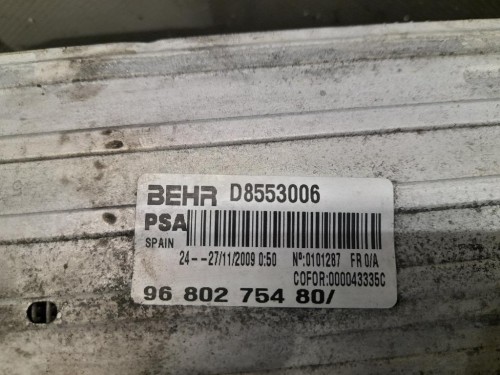 BEHR D8553006
PSA
SPAIN
24--27/11/2009 0:50 Nº:0101287 FR 0/A
COFOR:000043335C
96 802 754 80/